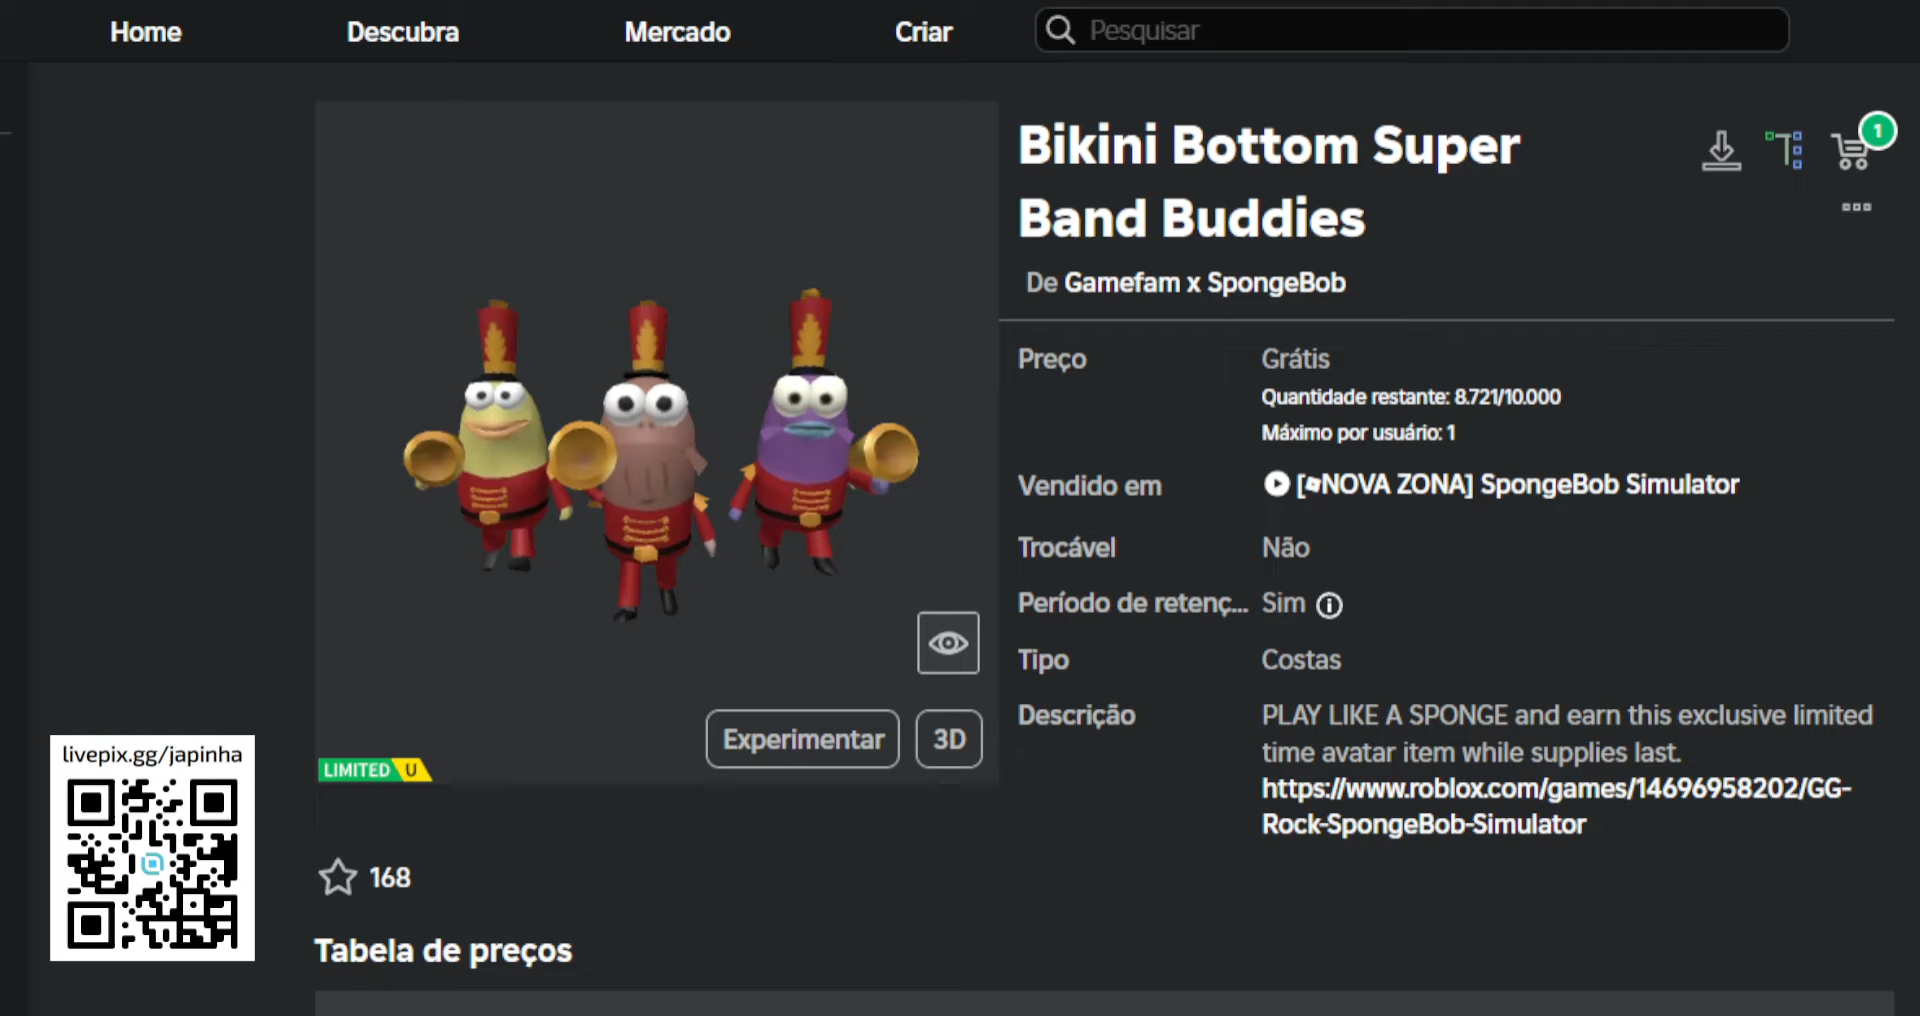 Home Descubra Mercado Criar Pesquisar
1
Bikini Bottom Super
Band Buddies
De Gamefam x SpongeBob
Preço Grátis
Quantidade restante: 8.721/10.000
Máximo por usuário: 1
Vendido em [NOVA ZONA] SpongeBob Simulator
Trocável Não
Período de retenç... Sim
Tipo Costas
Descrição PLAY LIKE A SPONGE and earn this exclusive limited
time avatar item while supplies last.
https://www.roblox.com/games/14696958202/GG-
Rock-SpongeBob-Simulator
Experimentar 3D
LIMITED U
livepix.gg/japinha
168
Tabela de preços